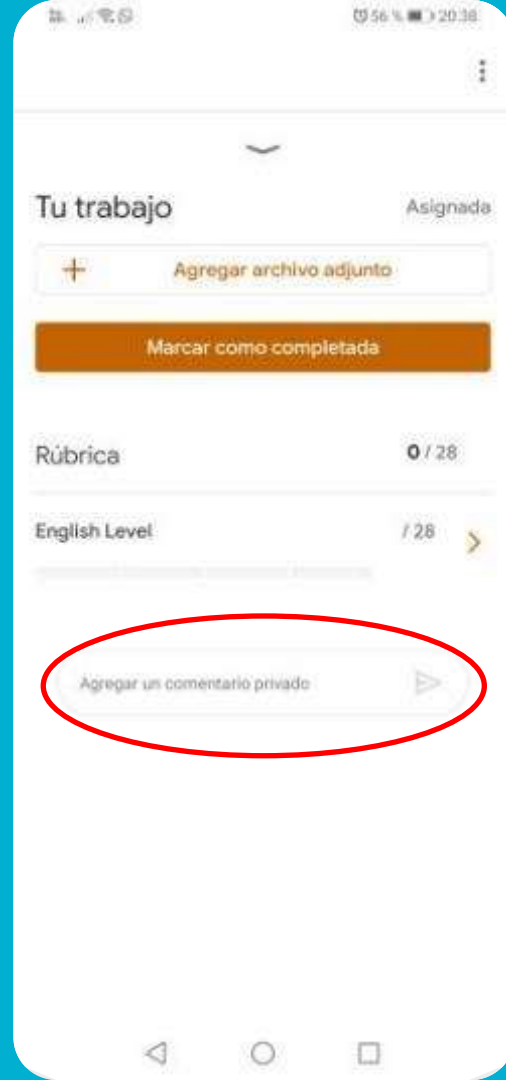 56 % 20:38
Tu trabajo Asignada
+ Agregar archivo adjunto
Marcar como completada
Rúbrica 0 / 28
English Level / 28
Agregar un comentario privado